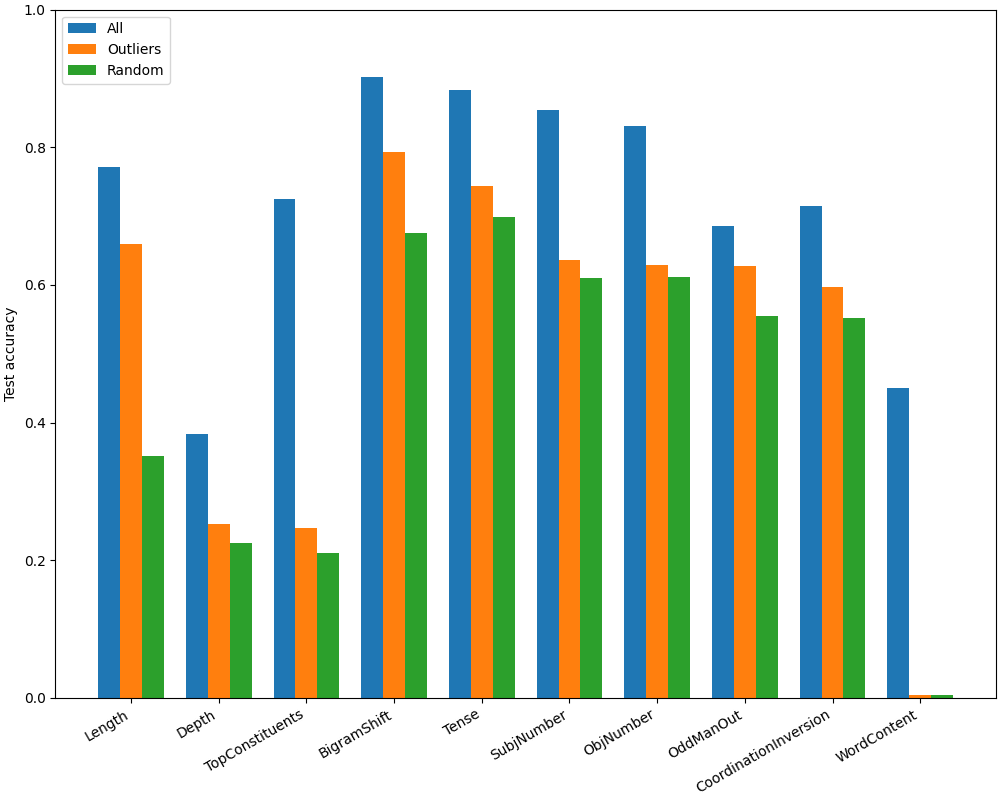 All
Outliers
Random
Test accuracy
1.0
0.8
0.6
0.4
0.2
0.0
Length
Depth
TopConstituents
BigramShift
Tense
SubjNumber
ObjNumber
OddManOut
CoordinationInversion
WordContent